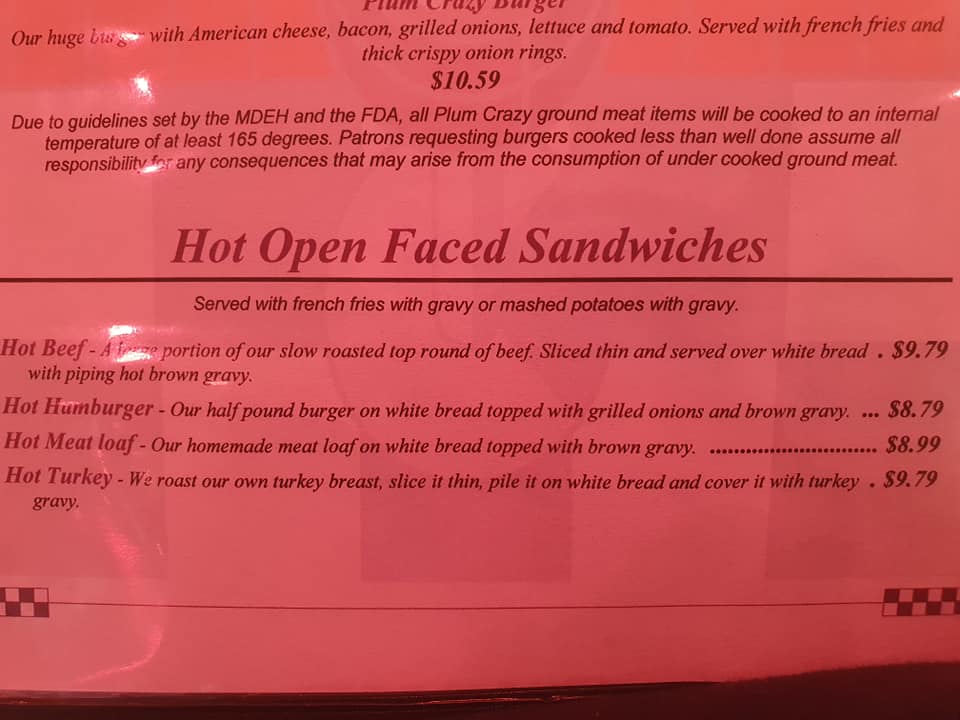 Plum Crazy Burger
Our huge burger with American cheese, bacon, grilled onions, lettuce and tomato. Served with french fries and
thick crispy onion rings.
$10.59
Due to guidelines set by the MDEH and the FDA, all Plum Crazy ground meat items will be cooked to an internal
temperature of at least 165 degrees. Patrons requesting burgers cooked less than well done assume all
responsibility for any consequences that may arise from the consumption of under cooked ground meat.
Hot Open Faced Sandwiches
Served with french fries with gravy or mashed potatoes with gravy.
Hot Beef - A large portion of our slow roasted top round of beef. Sliced thin and served over white bread . $9.79
with piping hot brown gravy.
Hot Hamburger - Our half pound burger on white bread topped with grilled onions and brown gravy. ... $8.79
Hot Meat loaf - Our homemade meat loaf on white bread topped with brown gravy. ............................ $8.99
Hot Turkey - We roast our own turkey breast, slice it thin, pile it on white bread and cover it with turkey . $9.79
gravy.